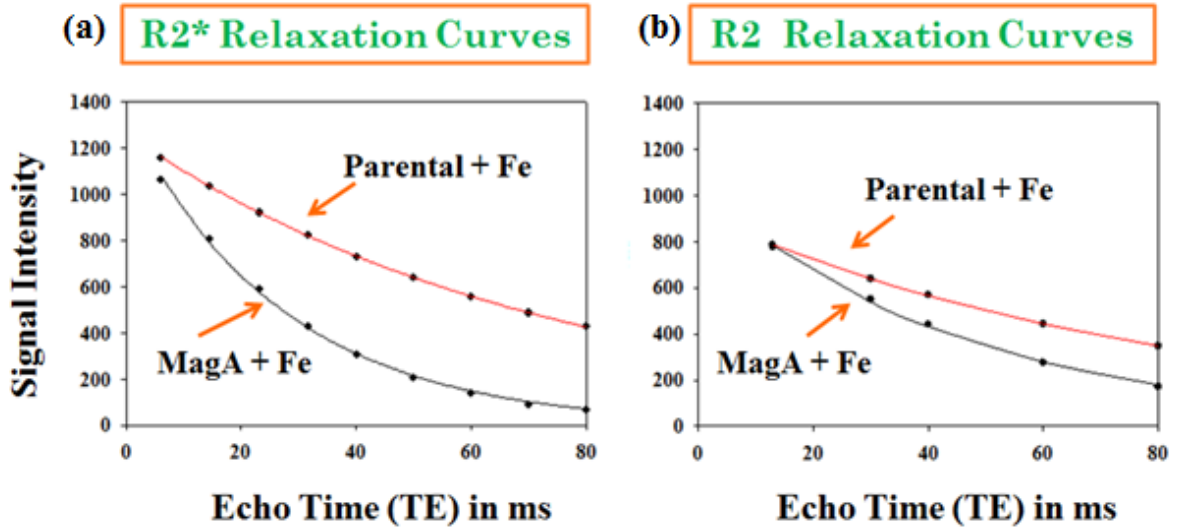 (a) R2* Relaxation Curves
(b) R2 Relaxation Curves
Signal Intensity
1400
1200
1000
800
600
400
200
0
0 20 40 60 80
Parental + Fe
MagA + Fe
Echo Time (TE) in ms
1400
1200
1000
800
600
400
200
0
0 20 40 60 80
Parental + Fe
MagA + Fe
Echo Time (TE) in ms